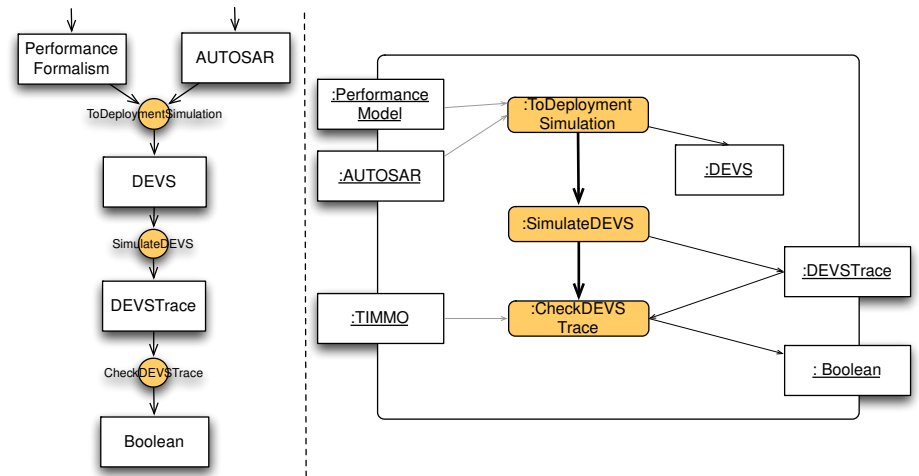 Performance
Formalism
AUTOSAR
ToDeploymentSimulation
DEVS
SimulateDEVS
DEVSTrace
CheckDEVSTrace
Boolean
:Performance
Model
:AUTOSAR
:TIMMO
:ToDeployment
Simulation
:DEVS
:SimulateDEVS
:DEVSTrace
:CheckDEVS
Trace
: Boolean